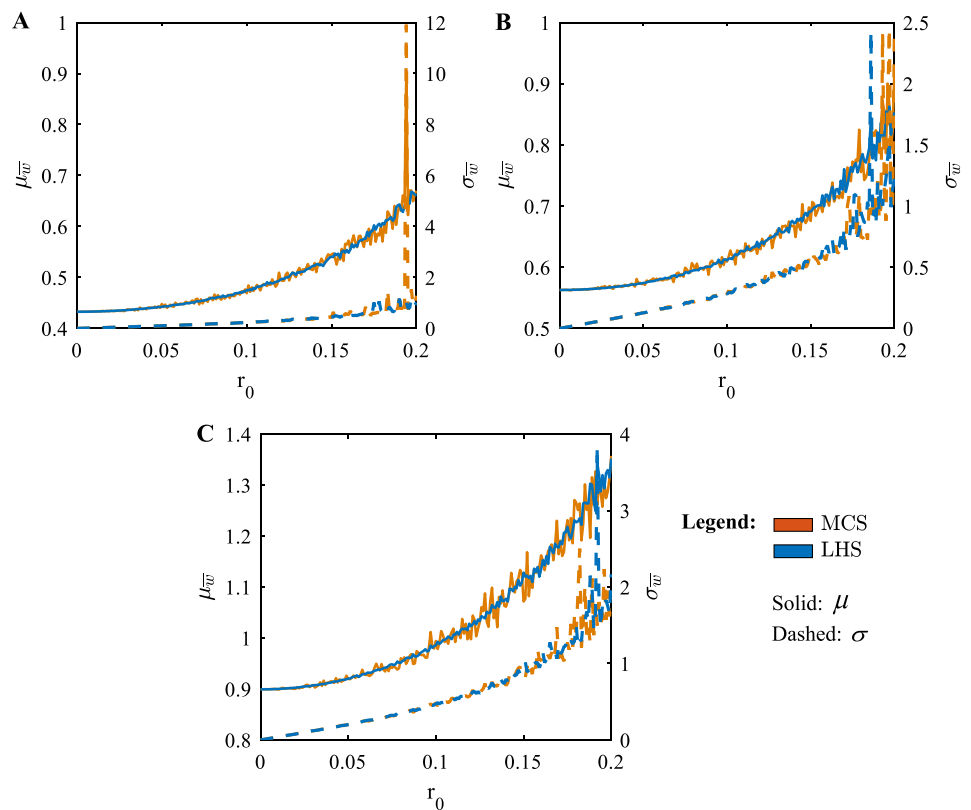 A
1
0.9
0.8
0.7
0.6
0.5
0.4
μw̅
12
10
8
6
4
2
0
σw̅
0 0.05 0.1 0.15 0.2
r0
B
1
0.9
0.8
0.7
0.6
0.5
μw̅
2.5
2
1.5
1
0.5
0
σw̅
0 0.05 0.1 0.15 0.2
r0
C
1.4
1.3
1.2
1.1
1
0.9
0.8
μw̅
4
3
2
1
0
σw̅
0 0.05 0.1 0.15 0.2
r0
Legend:
MCS
LHS
Solid: μ
Dashed: σ